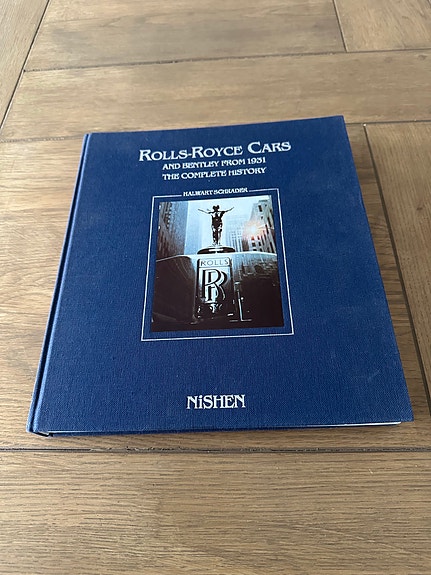 ROLLS-ROYCE CARS
AND BENTLEY FROM 1931
THE COMPLETE HISTORY
HALWART SCHRADER
ROLLS
RR
NiSHEN